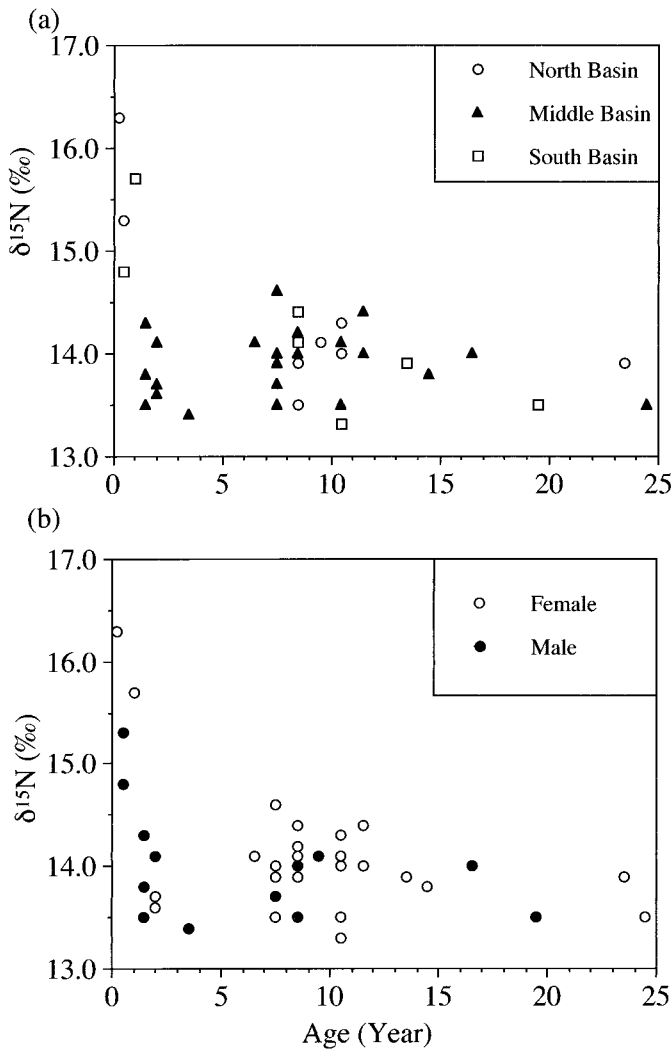 (a)
17.0
16.0
15.0
14.0
13.0
δ¹⁵N (‰)
North Basin
Middle Basin
South Basin
0 5 10 15 20 25
(b)
17.0
16.0
15.0
14.0
13.0
δ¹⁵N (‰)
Female
Male
0 5 10 15 20 25
Age (Year)